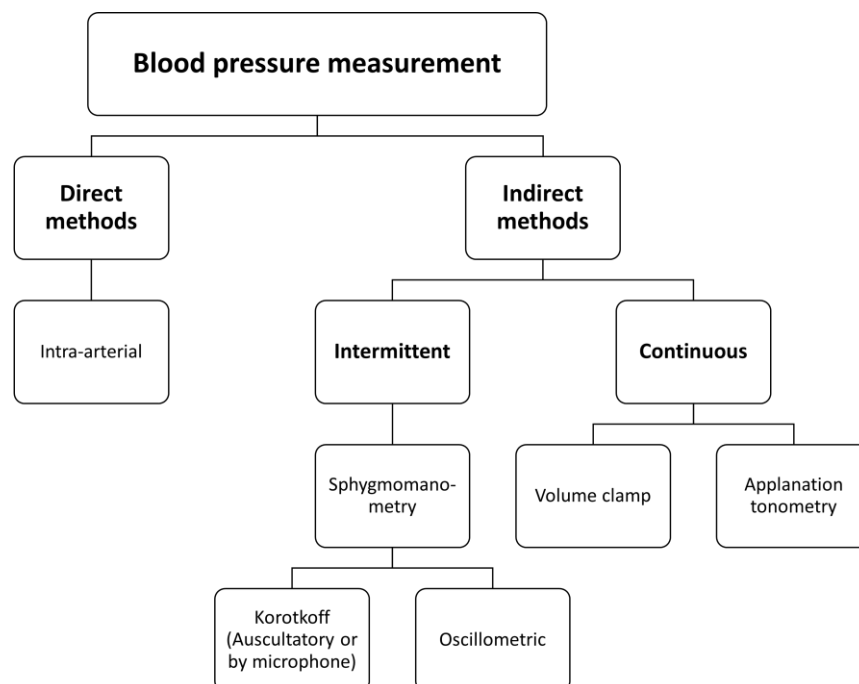 Blood pressure measurement
Direct
methods
Indirect
methods
Intra-arterial
Intermittent
Continuous
Sphygmomano-
metry
Volume clamp
Applanation
tonometry
Korotkoff
(Auscultatory or
by microphone)
Oscillometric